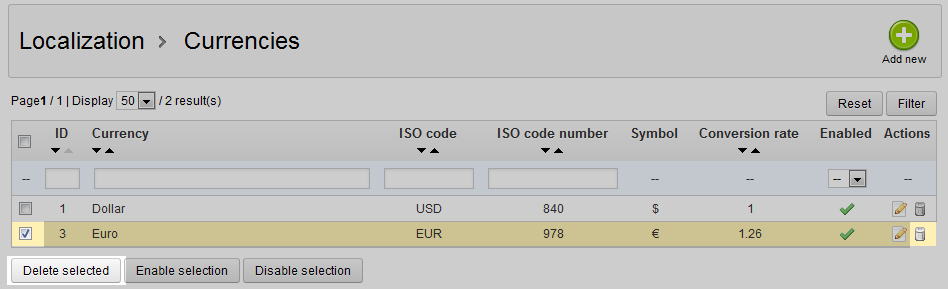 Localization > Currencies
Add new
Page1 / 1 | Display 50 / 2 result(s)
Reset Filter
ID Currency ISO code ISO code number Symbol Conversion rate Enabled Actions
-- -- -- -- --
1 Dollar USD 840 $ 1
3 Euro EUR 978 € 1.26
Delete selected Enable selection Disable selection